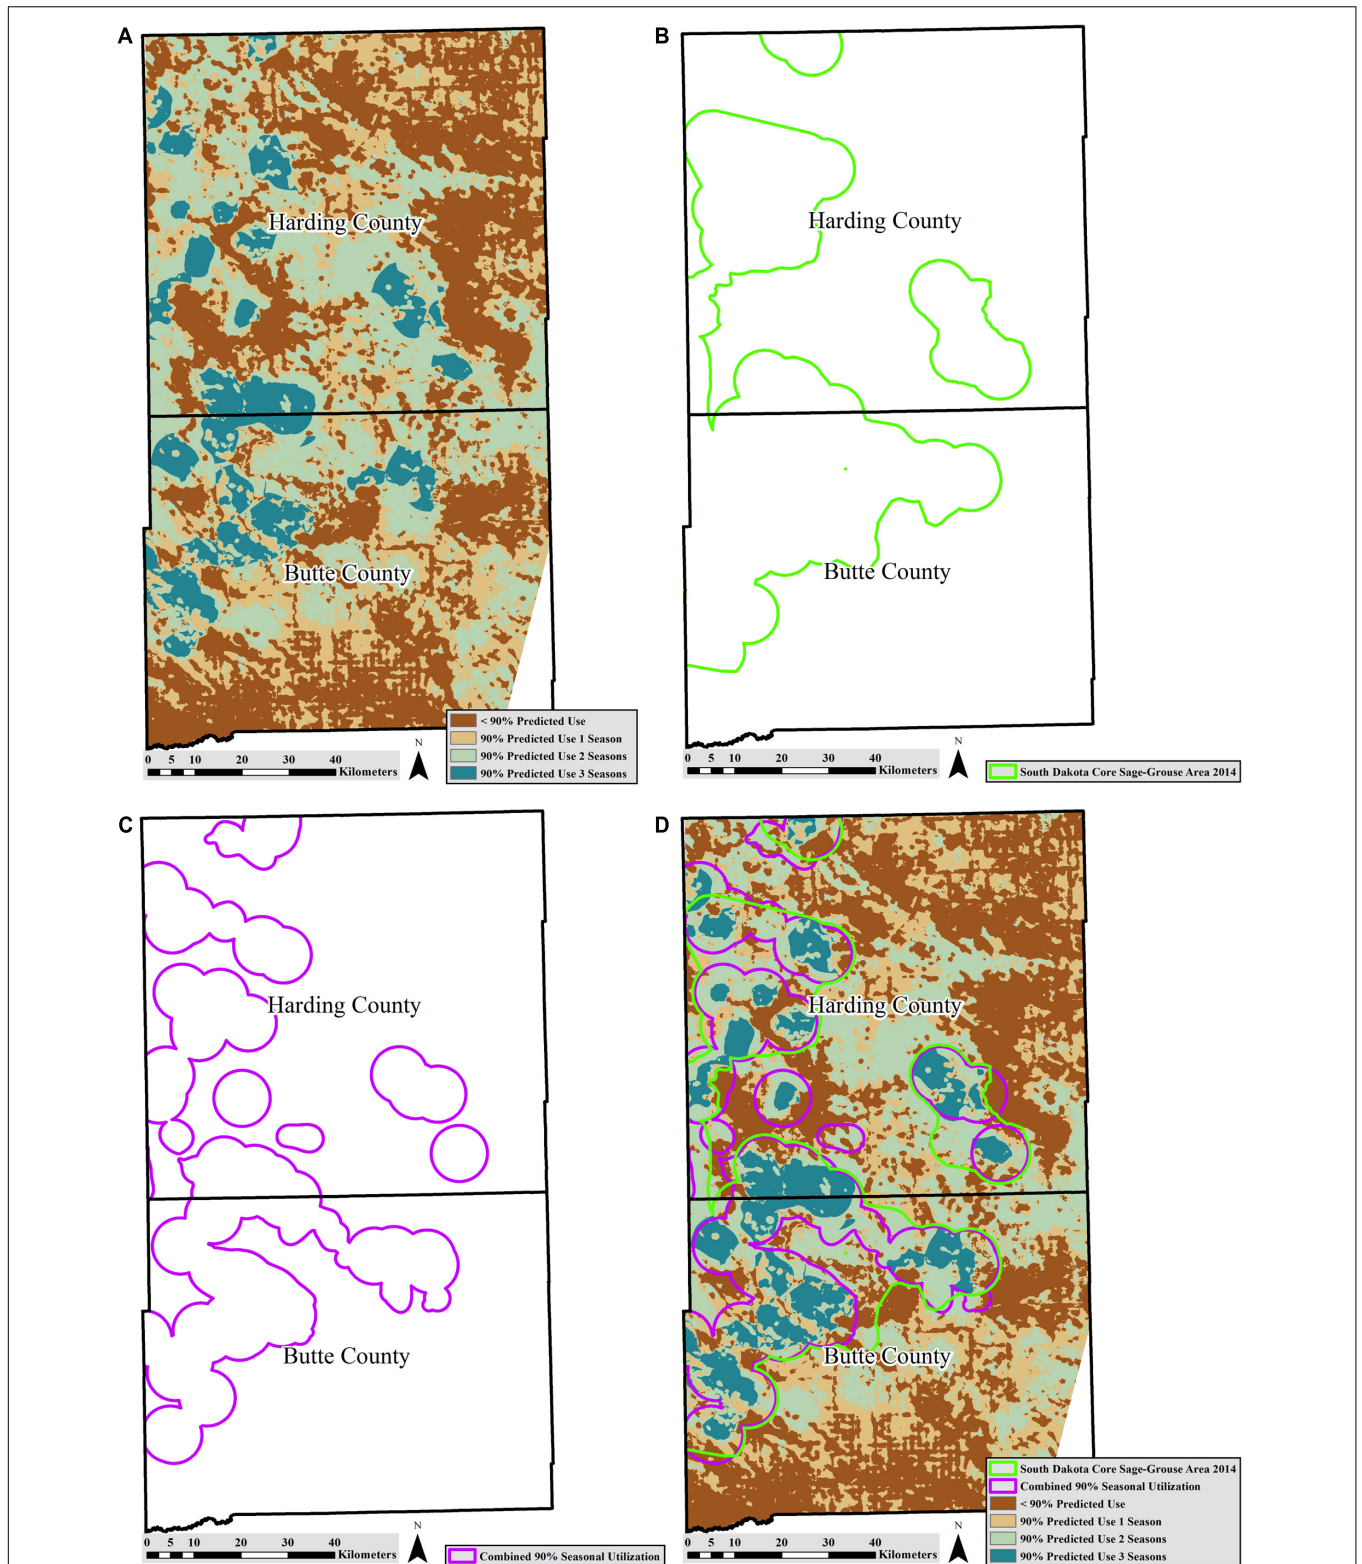 A
Harding County
Butte County
< 90% Predicted Use
90% Predicted Use 1 Season
90% Predicted Use 2 Seasons
90% Predicted Use 3 Seasons
0 5 10 20 30 40
Kilometers
N
B
Harding County
Butte County
0 5 10 20 30 40
Kilometers
N
South Dakota Core Sage-Grouse Area 2014
C
Harding County
Butte County
0 5 10 20 30 40
Kilometers
N
Combined 90% Seasonal Utilization
D
Harding County
Butte County
South Dakota Core Sage-Grouse Area 2014
Combined 90% Seasonal Utilization
< 90% Predicted Use
90% Predicted Use 1 Season
90% Predicted Use 2 Seasons
90% Predicted Use 3 Seasons
0 5 10 20 30 40
Kilometers
N